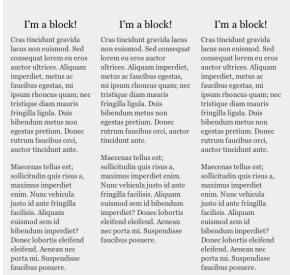 I'm a block!
Cras tincidunt gravida
lacus non euismod. Sed
consequat lorem eu eros
auctor ultrices. Aliquam
imperdiet, metus ac
faucibus egestas, mi
ipsum rhoncus quam; nec
tristique diam mauris
fringilla ligula. Duis
bibendum metus non
egestas pretium. Donec
rutrum faucibus orci, auctor
tincidunt ante.
Maecenas tellus est;
sollicitudin quis risus a,
maximus imperdiet
enim. Nunc vehicula
justo id ante fringilla
facilisis. Aliquam
euismod sem id
bibendum imperdiet?
Donec lobortis eleifend
eleifend. Aenean nec
porta mi. Suspendisse
faucibus posuere.
I'm a block!
Cras tincidunt gravida lacus
non euismod. Sed consequat
lorem eu eros auctor
ultrices. Aliquam imperdiet,
metus ac faucibus egestas,
mi ipsum rhoncus quam; nec
tristique diam mauris
fringilla ligula. Duis
bibendum metus non
egestas pretium. Donec
rutrum faucibus orci, auctor
tincidunt ante.
Maecenas tellus est;
sollicitudin quis risus a,
maximus imperdiet enim.
Nunc vehicula justo id ante
fringilla facilisis. Aliquam
euismod sem id bibendum
imperdiet? Donec lobortis
eleifend eleifend. Aenean
nec porta mi. Suspendisse
faucibus posuere.
I'm a block!
Cras tincidunt gravida
lacus non euismod. Sed
consequat lorem eu eros
auctor ultrices. Aliquam
imperdiet, metus ac
faucibus egestas, mi
ipsum rhoncus quam; nec
tristique diam mauris
fringilla ligula. Duis
bibendum metus non
egestas pretium. Donec
rutrum faucibus orci,
auctor tincidunt ante.
Maecenas tellus est;
sollicitudin quis risus a,
maximus imperdiet
enim. Nunc vehicula
justo id ante fringilla
facilisis. Aliquam
euismod sem id
bibendum imperdiet?
Donec lobortis eleifend
eleifend. Aenean nec
porta mi. Suspendisse
faucibus posuere.